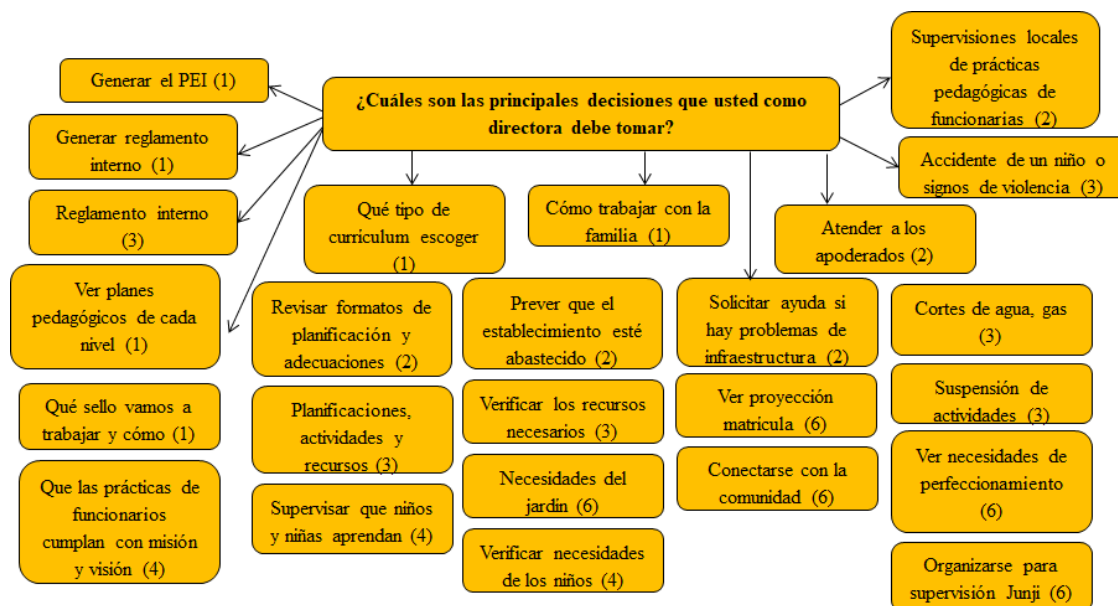 ¿Cuáles son las principales decisiones que usted como
directora debe tomar?
Generar el PEI (1)
Generar reglamento
interno (1)
Reglamento interno
(3)
Ver planes
pedagógicos de cada
nivel (1)
Qué sello vamos a
trabajar y cómo (1)
Que las prácticas de
funcionarios
cumplan con misión
y visión (4)
Qué tipo de
curriculum escoger
(1)
Revisar formatos de
planificación y
adecuaciones (2)
Planificaciones,
actividades y
recursos (3)
Supervisar que niños
y niñas aprendan (4)
Cómo trabajar con la
familia (1)
Prever que el
establecimiento esté
abastecido (2)
Verificar los recursos
necesarios (3)
Necesidades del
jardín (6)
Verificar necesidades
de los niños (4)
Solicitar ayuda si
hay problemas de
infraestructura (2)
Ver proyección
matricula (6)
Conectarse con la
comunidad (6)
Atender a los
apoderados (2)
Supervisiones locales
de prácticas
pedagógicas de
funcionarias (2)
Accidente de un niño o
signos de violencia (3)
Cortes de agua, gas
(3)
Suspensión de
actividades (3)
Ver necesidades de
perfeccionamiento
(6)
Organizarse para
supervisión Junji (6)